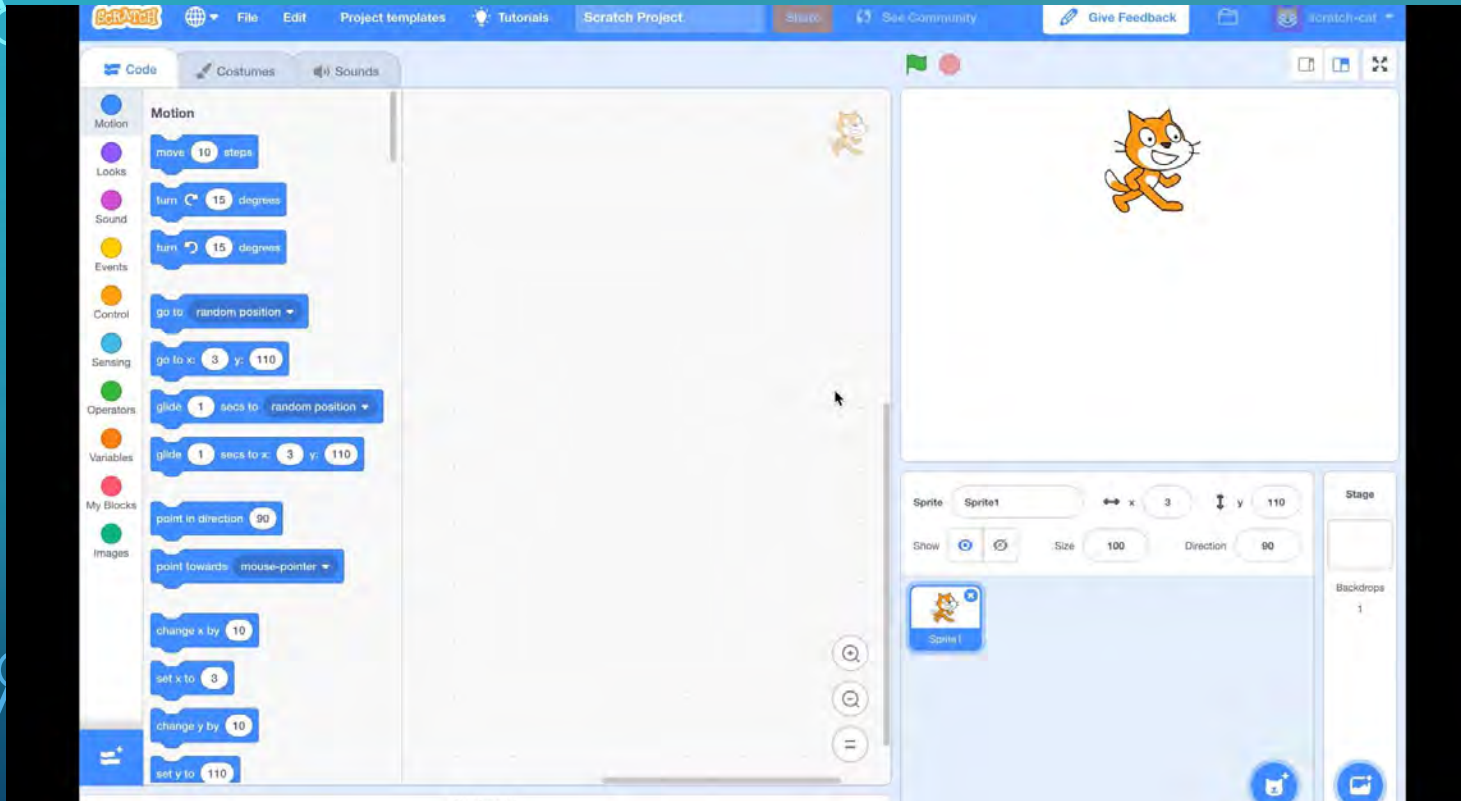 SCRATCH File Edit Project templates Tutorials Scratch Project Share See Community Give Feedback scratch-cat
Code Costumes Sounds
Motion
Looks
Sound
Events
Control
Sensing
Operators
Variables
My Blocks
Images
Motion
move 10 steps
turn 15 degrees
turn 15 degrees
go to random position
go to x: 3 y: 110
glide 1 secs to random position
glide 1 secs to x: 3 y: 110
point in direction 90
point towards mouse-pointer
change x by 10
set x to 3
change y by 10
set y to 110
=
Sprite Sprite1 x 3 y 110
Show Size 100 Direction 90
Sprite1
Stage
Backdrops
1